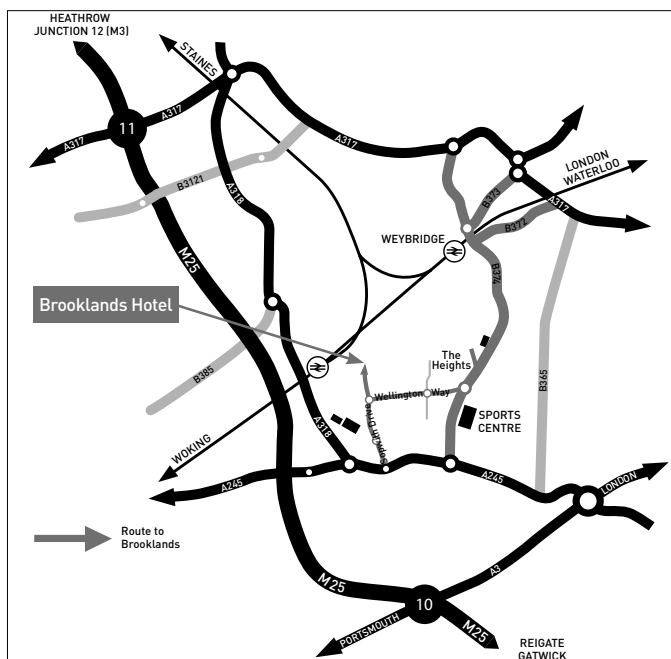 HEATHROW
JUNCTION 12 (M3)
STAINES
A317
11
A317
A317
LONDON
WATERLOO
B3121
A318
B373
A317
B372
WEYBRIDGE
M25
B374
Brooklands Hotel
The
Heights
B365
B385
Wellington Way
Sopwith Drive
SPORTS
CENTRE
A318
WOKING
A245
A245
LONDON
Route to
Brooklands
A3
M25
10
PORTSMOUTH
M25
REIGATE
GATWICK